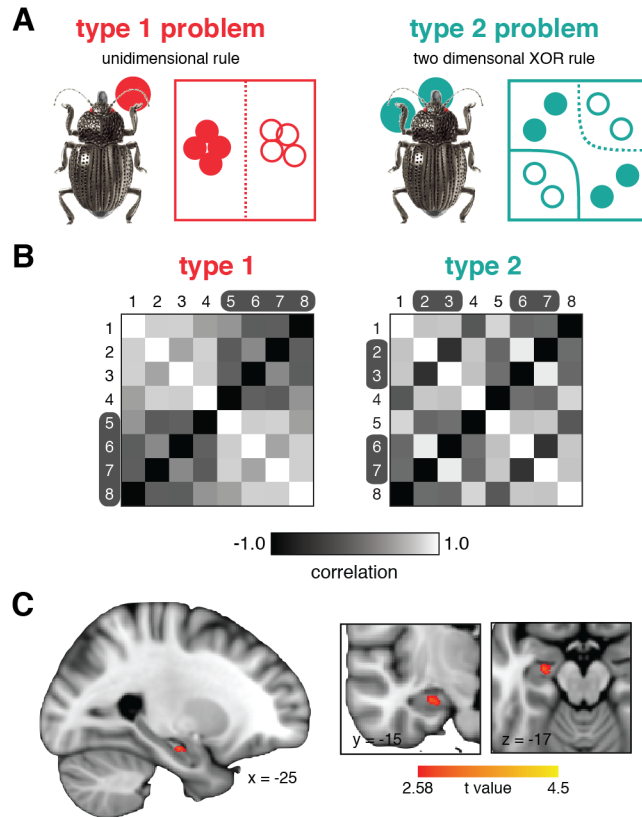 A
type 1 problem
unidimensional rule
type 2 problem
two dimensonal XOR rule
B
type 1
type 2
1 2 3 4 5 6 7 8
1
2
3
4
5
6
7
8
1 2 3 4 5 6 7 8
1
2
3
4
5
6
7
8
-1.0 1.0
correlation
C
x = -25
y = -15
z = -17
2.58 t value 4.5